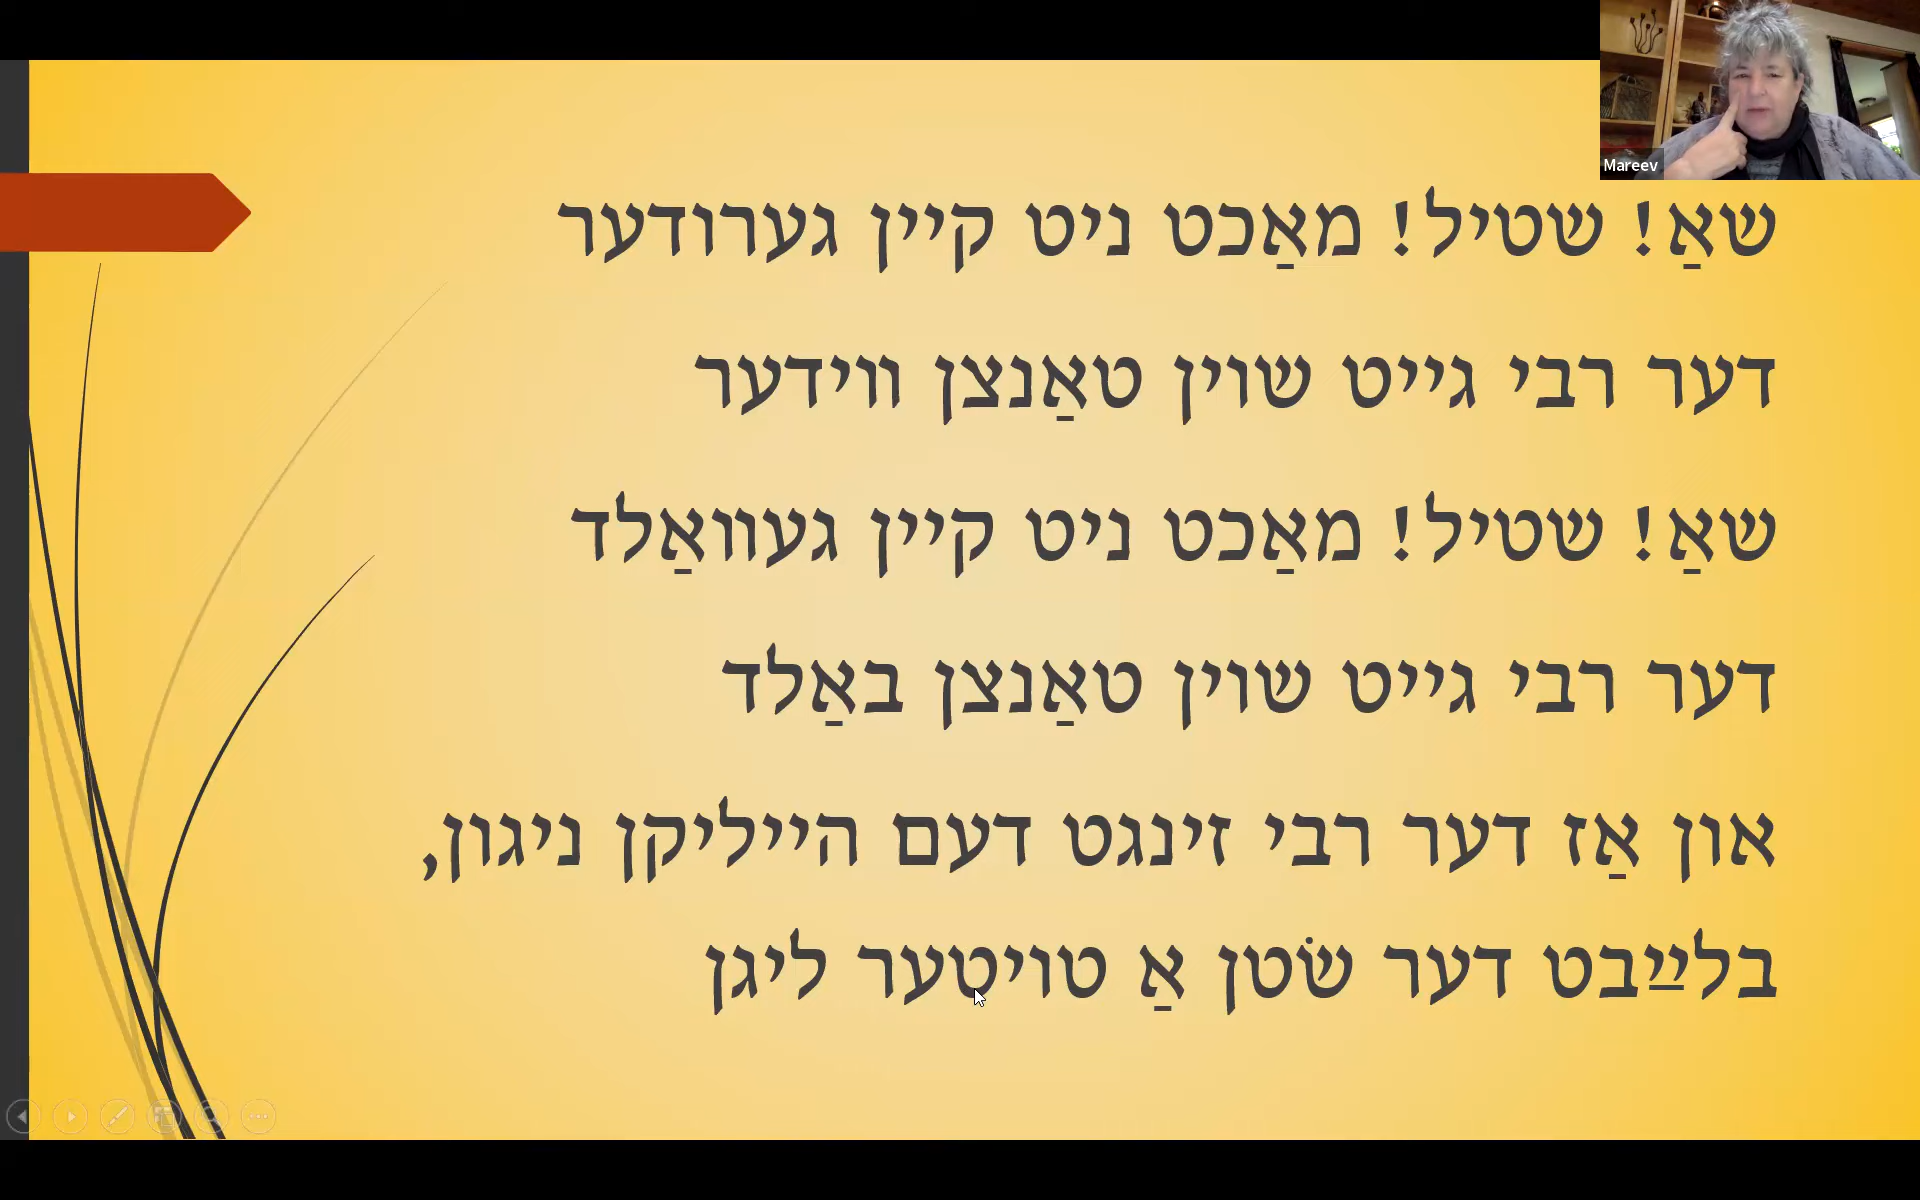 Mareev
שאַ! שטיל! מאַכט ניט קיין גערודער
דער רבי גייט שוין טאַנצן ווידער
שאַ! שטיל! מאַכט ניט קיין געוואַלד
דער רבי גייט שוין טאַנצן באַלד
און אַז דער רבי זינגט דעם הייליקן ניגון,
בלײַבט דער שׂטן אַ טויטער ליגן